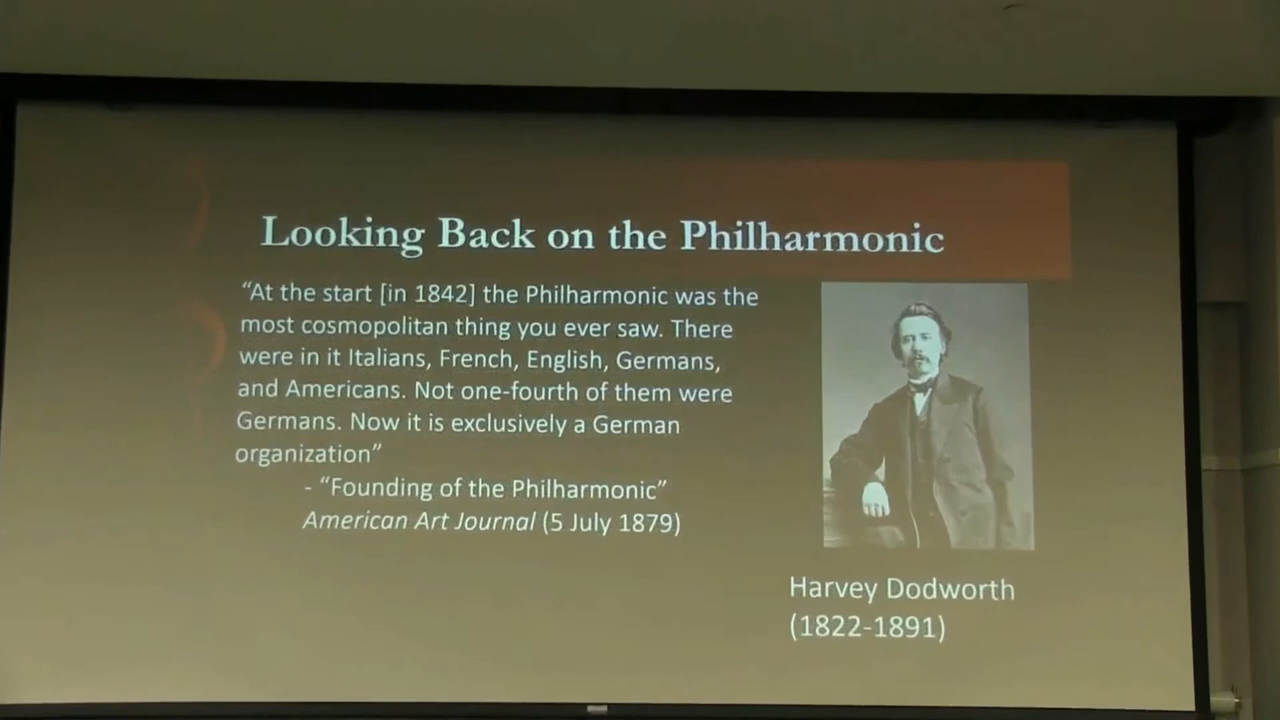 Looking Back on the Philharmonic
“At the start [in 1842] the Philharmonic was the
most cosmopolitan thing you ever saw. There
were in it Italians, French, English, Germans,
and Americans. Not one-fourth of them were
Germans. Now it is exclusively a German
organization”
- “Founding of the Philharmonic”
American Art Journal (5 July 1879)
Harvey Dodworth
(1822-1891)